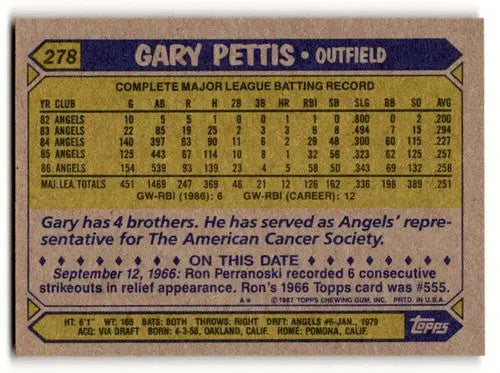 278 GARY PETTIS • OUTFIELD
COMPLETE MAJOR LEAGUE BATTING RECORD
YR CLUB G AB R H 2B 3B HR RBI SB SLG BB SO AVG
82 ANGELS 10 5 5 1 0 0 1 1 0 .800 0 2 .200
83 ANGELS 22 85 19 25 2 3 3 6 8 .494 7 15 .294
84 ANGELS 140 397 63 90 11 6 2 29 48 .300 60 115 .227
85 ANGELS 125 443 67 114 10 8 1 32 56 .323 62 125 .257
86 ANGELS 154 539 93 139 23 4 5 58 50 .343 69 132 .258
MAJ. LEA. TOTALS 451 1469 247 369 46 21 12 126 162 .336 198 389 .251
GW-RBI (1986): 6 GW-RBI (CAREER): 12
Gary has 4 brothers. He has served as Angels' repre-
sentative for The American Cancer Society.
ON THIS DATE
September 12, 1966: Ron Perranoski recorded 6 consecutive
strikeouts in relief appearance. Ron's 1966 Topps card was #555.
A* ©1987 TOPPS CHEWING GUM, INC. PRTD. IN U.S.A.
HT: 6'1" WT: 165 BATS: BOTH THROWS: RIGHT DRFT: ANGELS #6-JAN., 1979
ACQ: VIA DRAFT BORN: 4-3-58, OAKLAND, CALIF. HOME: POMONA, CALIF.
topps